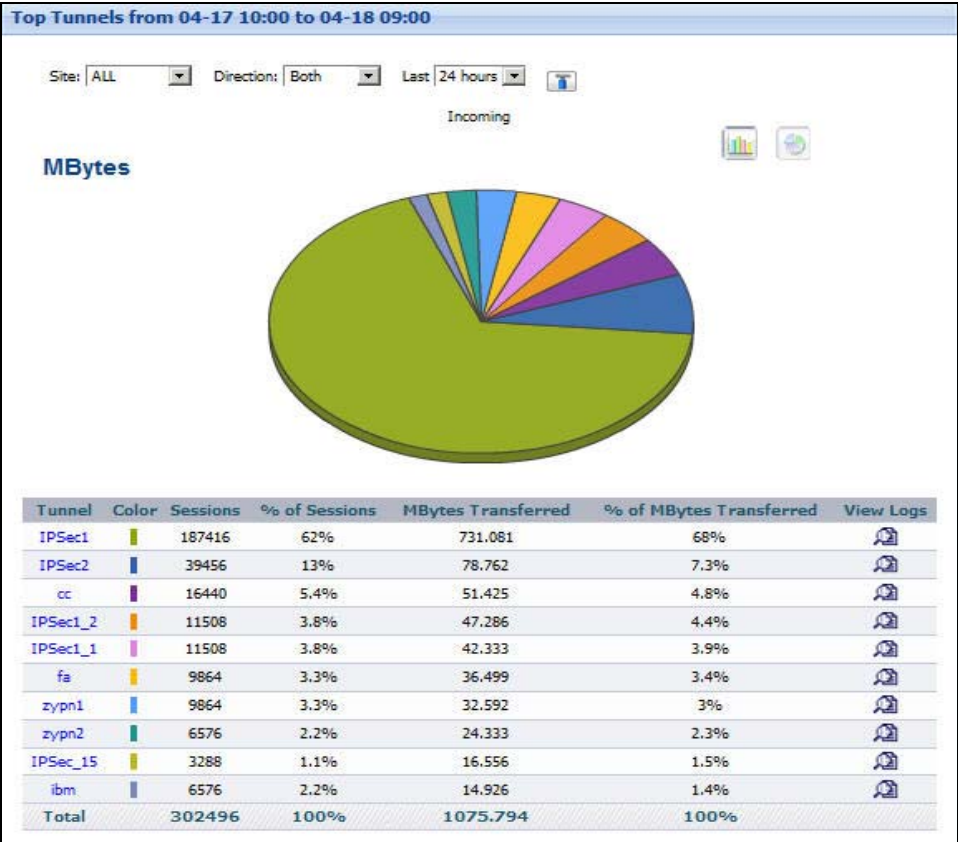 Top Tunnels from 04-17 10:00 to 04-18 09:00
Site: ALL Direction: Both Last 24 hours
Incoming
MBytes
Tunnel Color Sessions % of Sessions MBytes Transferred % of MBytes Transferred View Logs
IPSec1 187416 62% 731.081 68%
IPSec2 39456 13% 78.762 7.3%
cc 16440 5.4% 51.425 4.8%
IPSec1_2 11508 3.8% 47.286 4.4%
IPSec1_1 11508 3.8% 42.333 3.9%
fa 9864 3.3% 36.499 3.4%
zypn1 9864 3.3% 32.592 3%
zypn2 6576 2.2% 24.333 2.3%
IPSec_15 3288 1.1% 16.556 1.5%
ibm 6576 2.2% 14.926 1.4%
Total 302496 100% 1075.794 100%